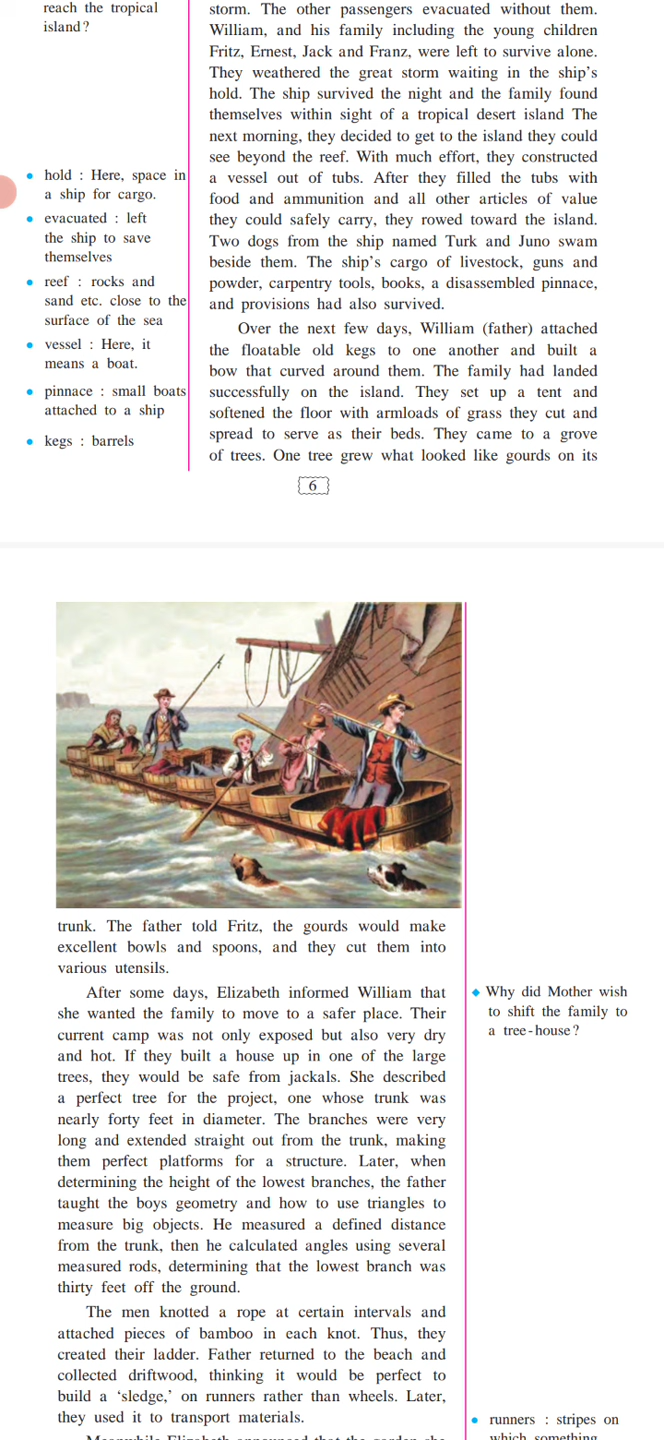 reach the tropical
island?
storm. The other passengers evacuated without them.
William, and his family including the young children
Fritz, Ernest, Jack and Franz, were left to survive alone.
They weathered the great storm waiting in the ship's
hold. The ship survived the night and the family found
themselves within sight of a tropical desert island The
next morning, they decided to get to the island they could
see beyond the reef. With much effort, they constructed
a vessel out of tubs. After they filled the tubs with
food and ammunition and all other articles of value
they could safely carry, they rowed toward the island.
Two dogs from the ship named Turk and Juno swam
beside them. The ship's cargo of livestock, guns and
powder, carpentry tools, books, a disassembled pinnace,
and provisions had also survived.
• hold : Here, space in
a ship for cargo.
• evacuated : left
the ship to save
themselves
• reef : rocks and
sand etc. close to the
surface of the sea
• vessel : Here, it
means a boat.
• pinnace : small boats
attached to a ship
• kegs : barrels
Over the next few days, William (father) attached
the floatable old kegs to one another and built a
bow that curved around them. The family had landed
successfully on the island. They set up a tent and
softened the floor with armloads of grass they cut and
spread to serve as their beds. They came to a grove
of trees. One tree grew what looked like gourds on its
6
trunk. The father told Fritz, the gourds would make
excellent bowls and spoons, and they cut them into
various utensils.
After some days, Elizabeth informed William that
she wanted the family to move to a safer place. Their
current camp was not only exposed but also very dry
and hot. If they built a house up in one of the large
trees, they would be safe from jackals. She described
a perfect tree for the project, one whose trunk was
nearly forty feet in diameter. The branches were very
long and extended straight out from the trunk, making
them perfect platforms for a structure. Later, when
determining the height of the lowest branches, the father
taught the boys geometry and how to use triangles to
measure big objects. He measured a defined distance
from the trunk, then he calculated angles using several
measured rods, determining that the lowest branch was
thirty feet off the ground.
◆ Why did Mother wish
to shift the family to
a tree-house?
The men knotted a rope at certain intervals and
attached pieces of bamboo in each knot. Thus, they
created their ladder. Father returned to the beach and
collected driftwood, thinking it would be perfect to
build a 'sledge,' on runners rather than wheels. Later,
they used it to transport materials.
• runners : stripes on
which something
Meanwhile Elizabeth announced that the garden she